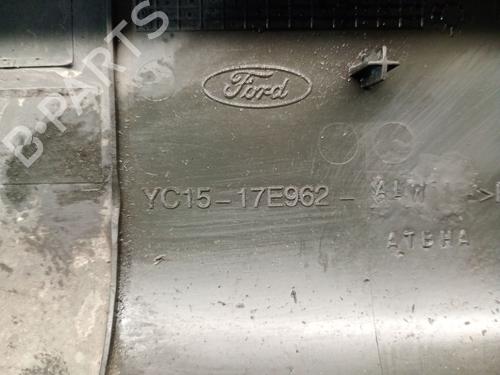 B-PARTS
Ford
YC15-17E962-
ATEHA